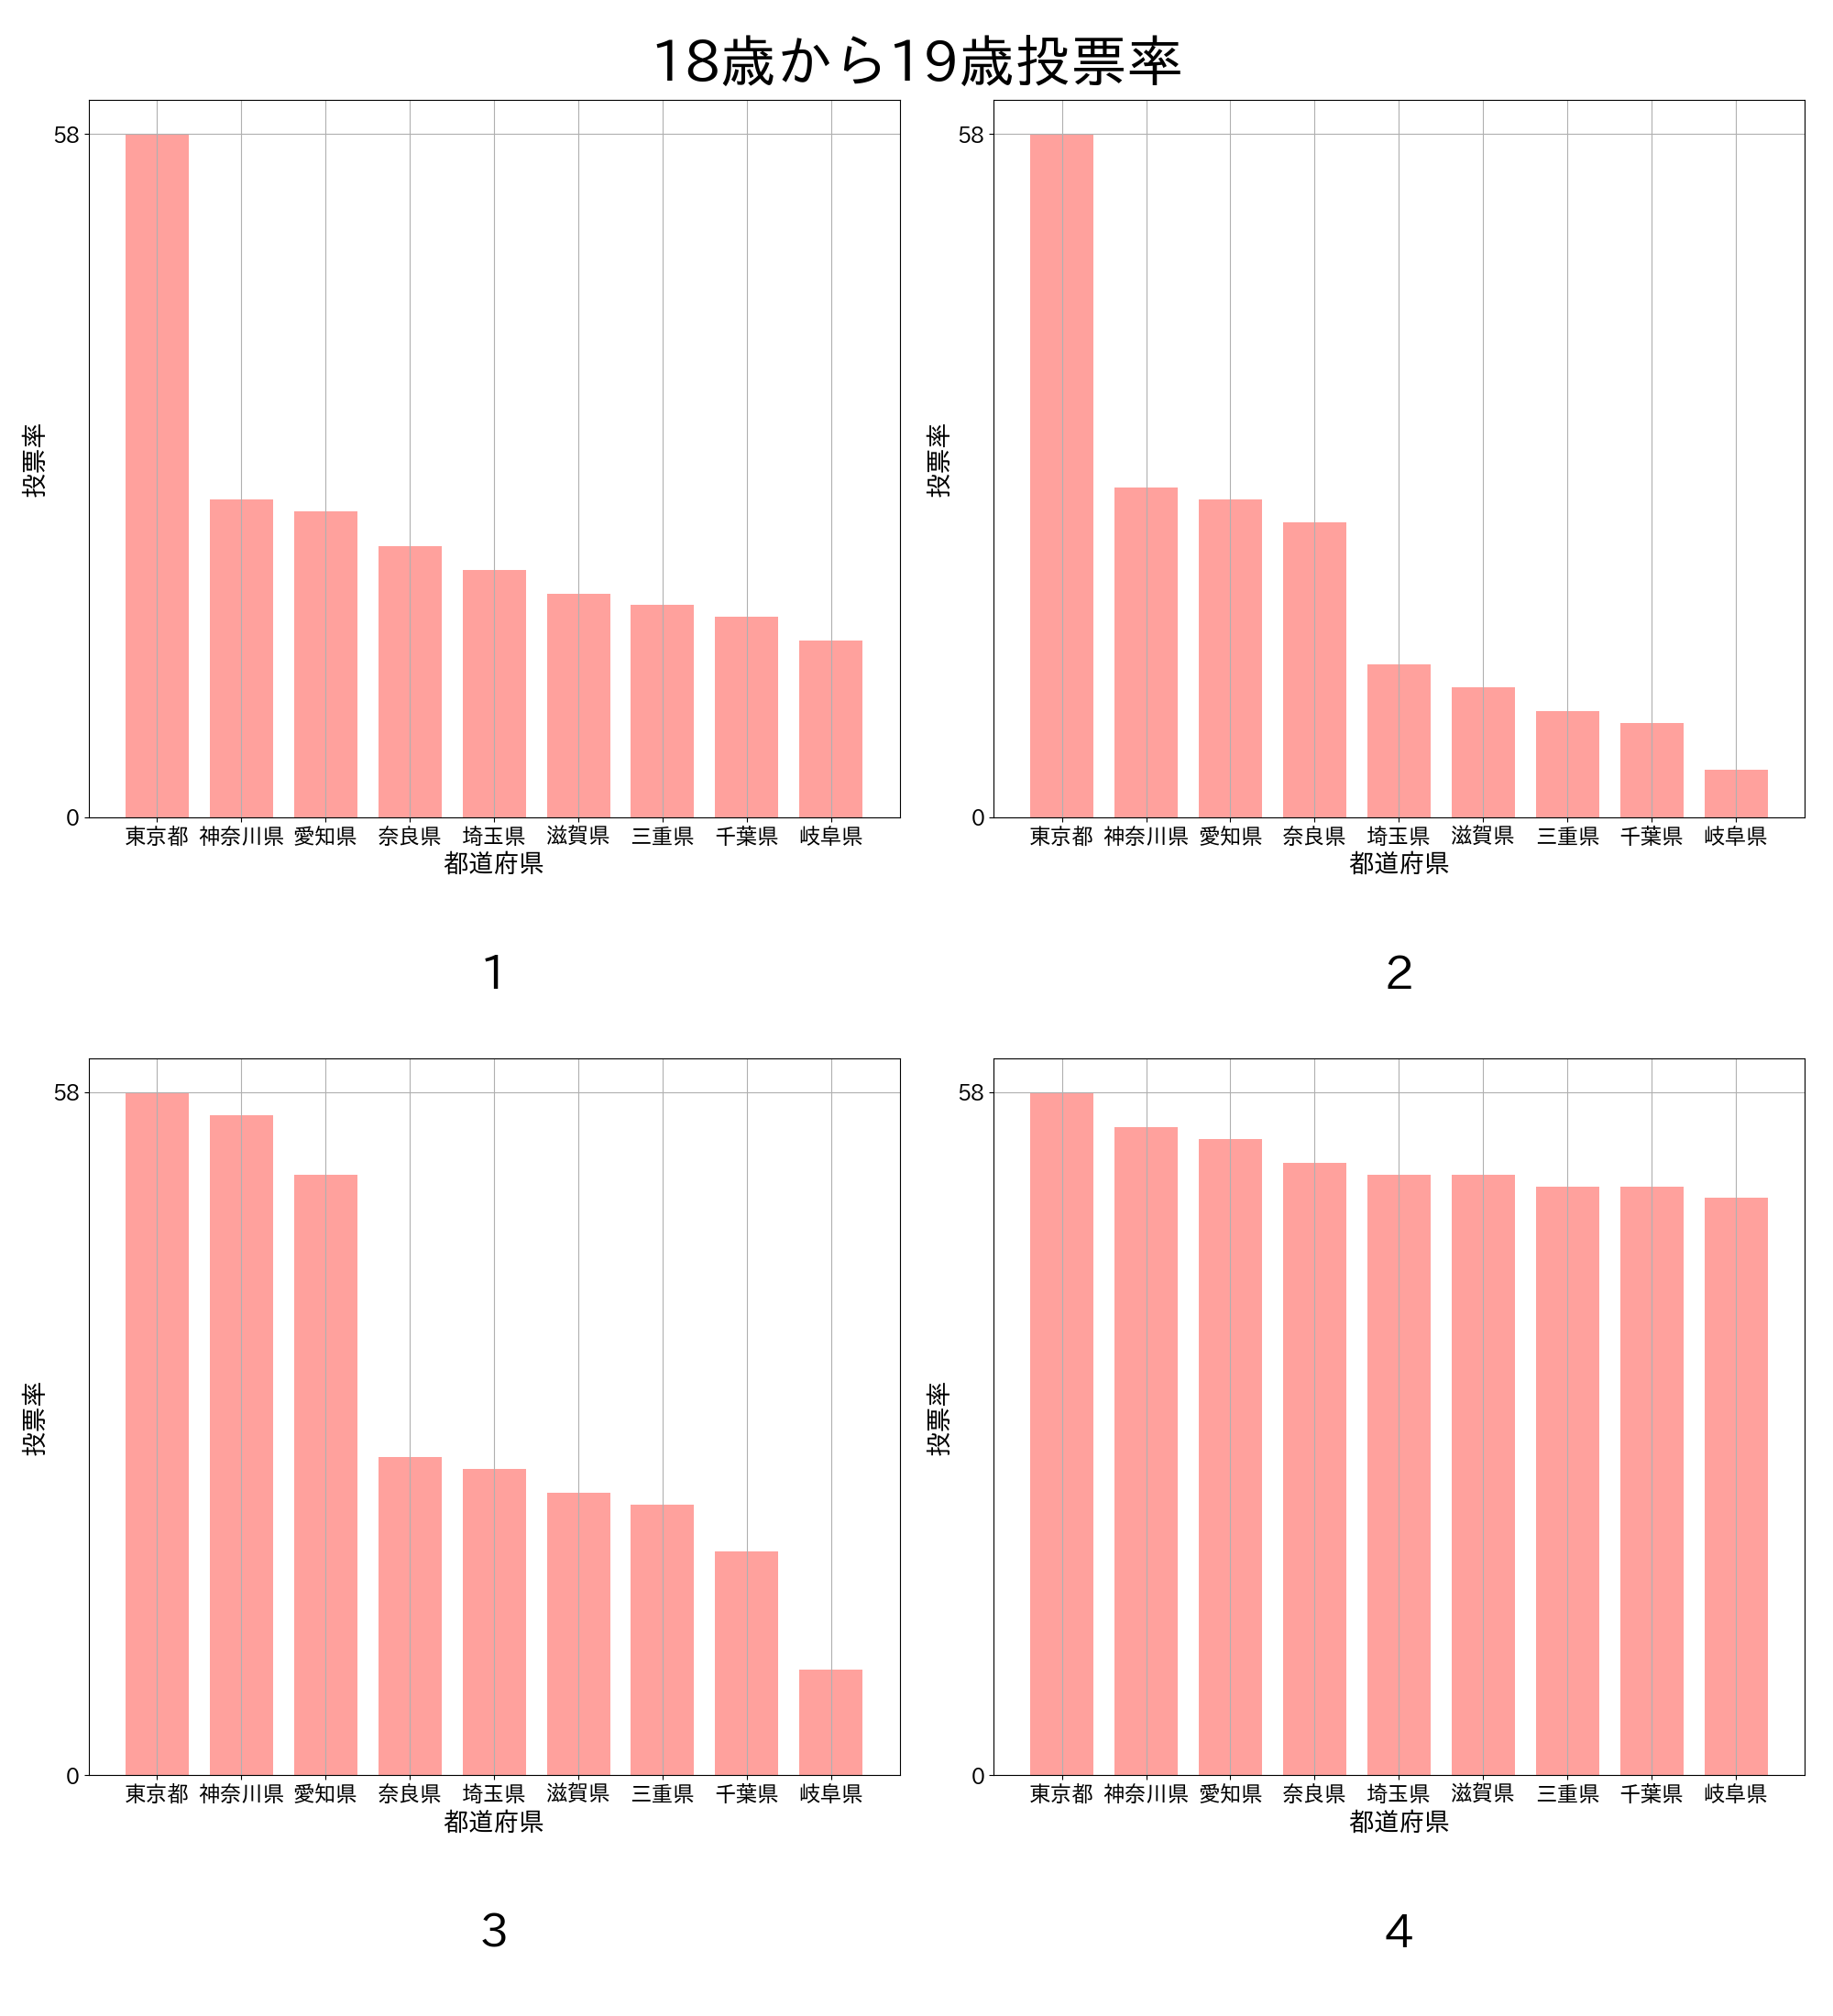 18歳から19歳投票率
58
0
投票率
東京都 神奈川県 愛知県 奈良県 埼玉県 滋賀県 三重県 千葉県 岐阜県
都道府県
1
58
0
投票率
東京都 神奈川県 愛知県 奈良県 埼玉県 滋賀県 三重県 千葉県 岐阜県
都道府県
2
58
0
投票率
東京都 神奈川県 愛知県 奈良県 埼玉県 滋賀県 三重県 千葉県 岐阜県
都道府県
3
58
0
投票率
東京都 神奈川県 愛知県 奈良県 埼玉県 滋賀県 三重県 千葉県 岐阜県
都道府県
4